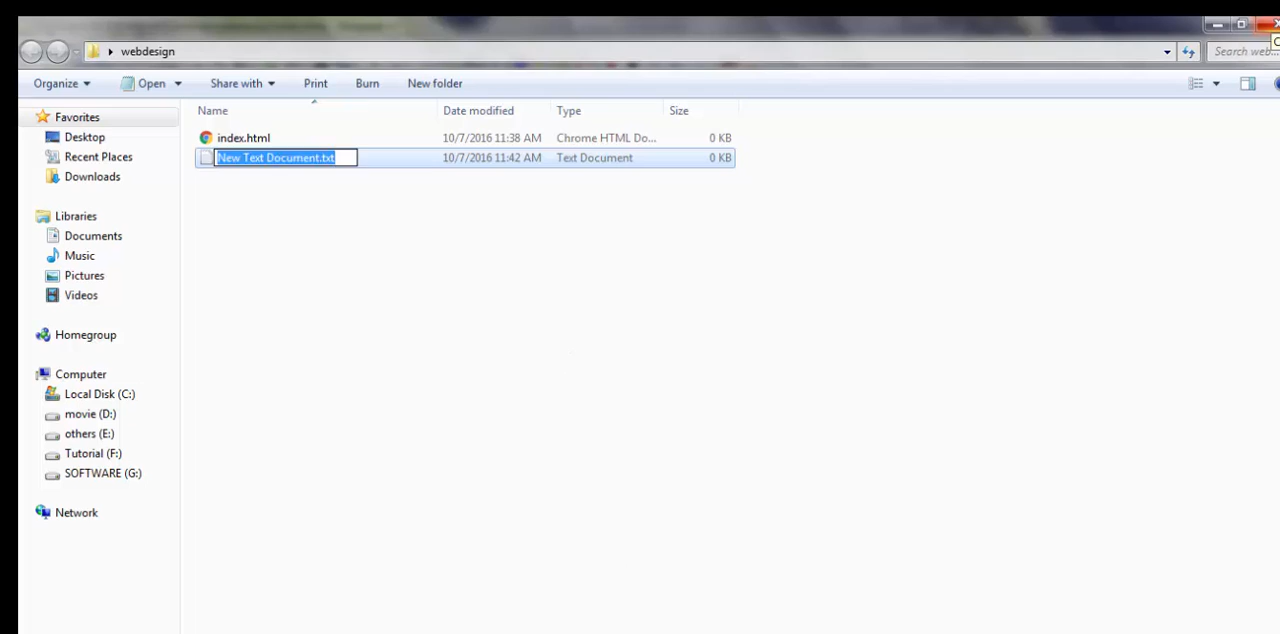 webdesign
Search web...
Organize Open Share with Print Burn New folder
Name Date modified Type Size
Favorites
Desktop
Recent Places
Downloads
Libraries
Documents
Music
Pictures
Videos
Homegroup
Computer
Local Disk (C:)
movie (D:)
others (E:)
Tutorial (F:)
SOFTWARE (G:)
Network
index.html 10/7/2016 11:38 AM Chrome HTML Do... 0 KB
New Text Document.txt 10/7/2016 11:42 AM Text Document 0 KB